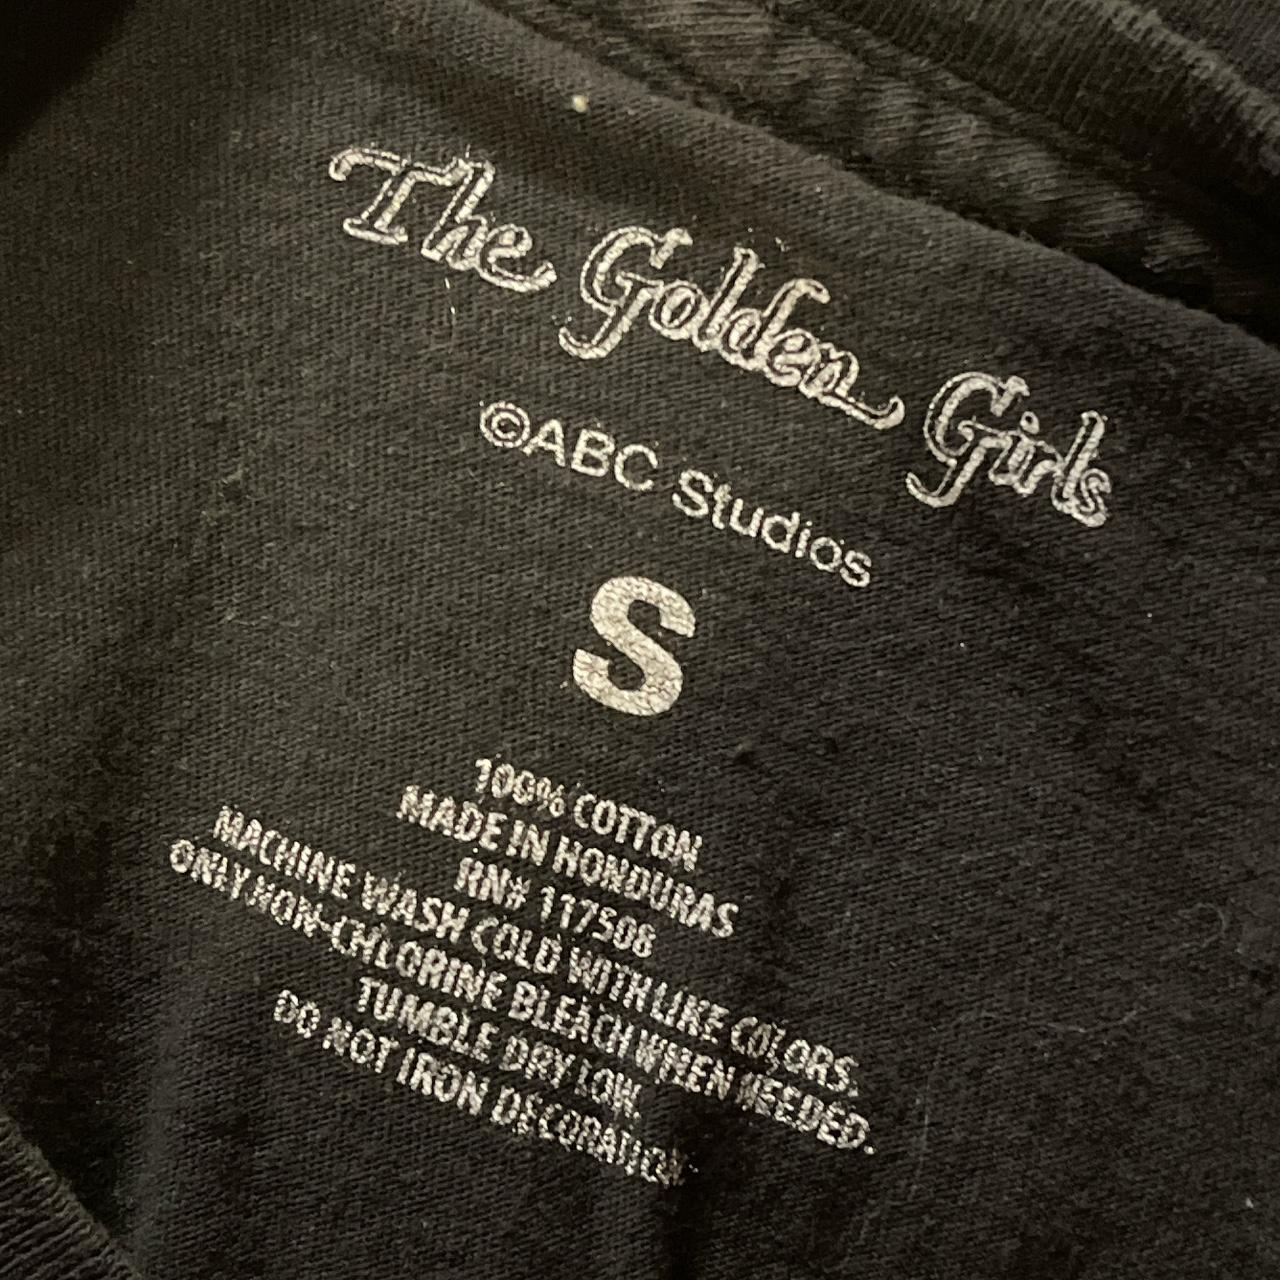 The Golden Girls
©ABC Studios
S
100% COTTON
MADE IN HONDURAS
RN# 117508
MACHINE WASH COLD WITH LIKE COLORS.
ONLY NON-CHLORINE BLEACH WHEN NEEDED.
TUMBLE DRY LOW.
DO NOT IRON DECORATION.